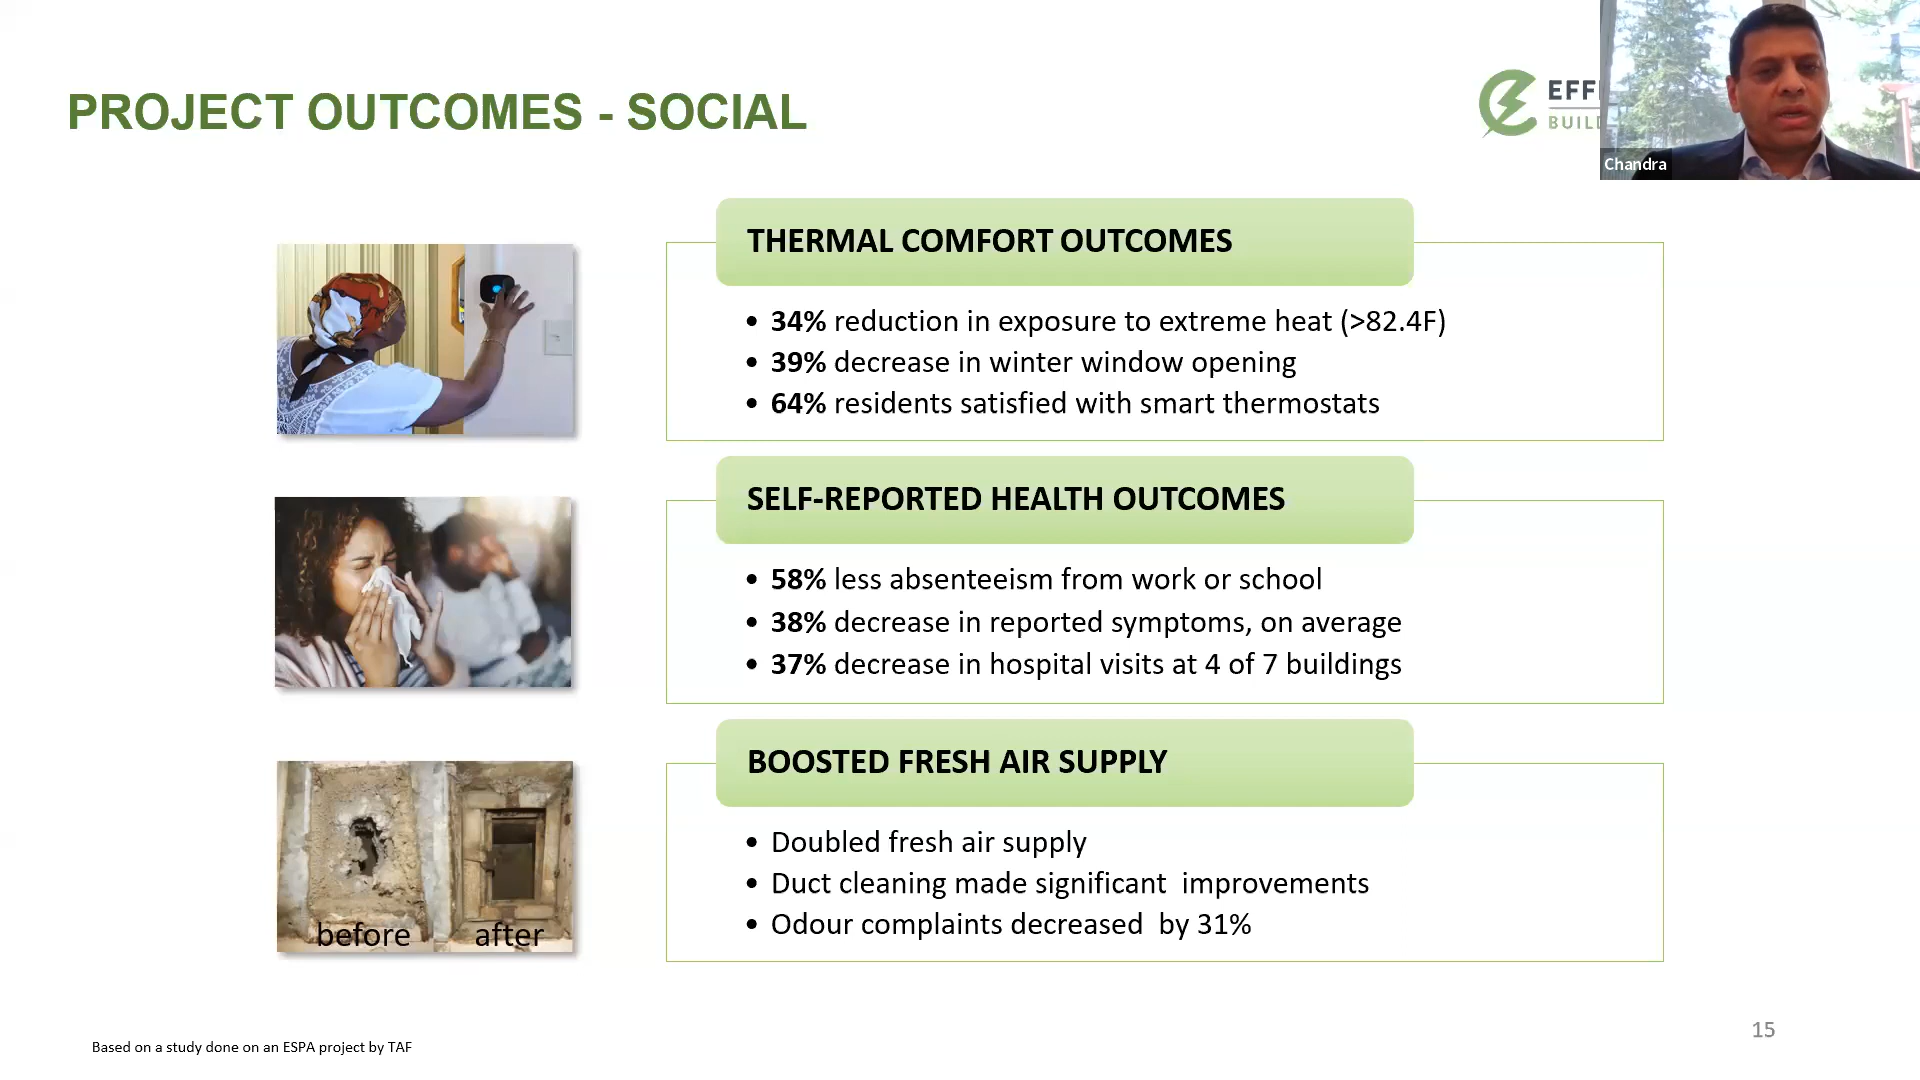 PROJECT OUTCOMES - SOCIAL
Chandra
THERMAL COMFORT OUTCOMES
• 34% reduction in exposure to extreme heat (>82.4F)
• 39% decrease in winter window opening
• 64% residents satisfied with smart thermostats
SELF-REPORTED HEALTH OUTCOMES
• 58% less absenteeism from work or school
• 38% decrease in reported symptoms, on average
• 37% decrease in hospital visits at 4 of 7 buildings
BOOSTED FRESH AIR SUPPLY
• Doubled fresh air supply
• Duct cleaning made significant  improvements
• Odour complaints decreased  by 31%
before after
Based on a study done on an ESPA project by TAF
15